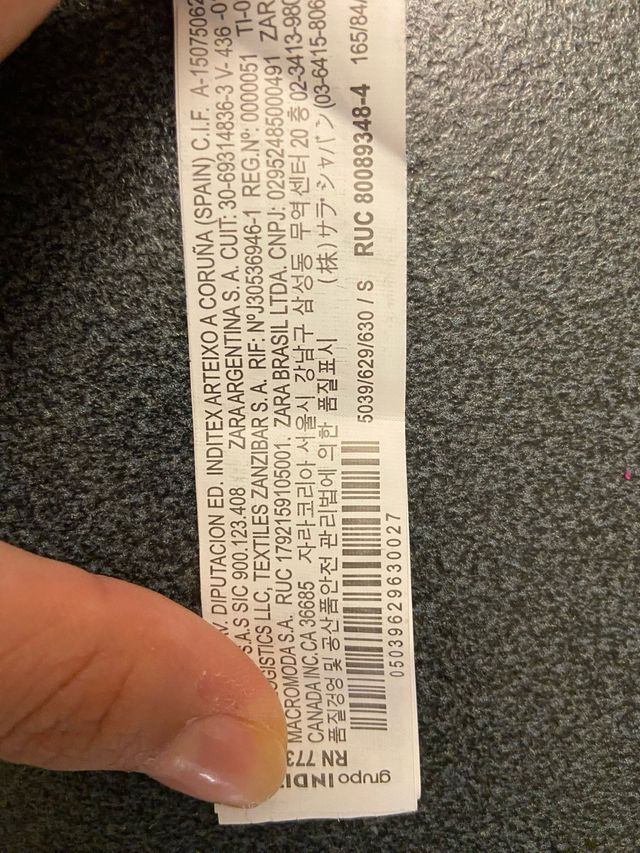 V. DIPUTACION ED. INDITEX ARTEIXO A CORUÑA (SPAIN) C.I.F. A-15075062
S.A.S SIC 900.123.408 ZARA ARGENTINA S.A. CUIT: 30-69314836-3 V- 436
LOGISTICS LLC, TEXTILES ZANZIBAR S.A. RIF: NºJ30536946-1 REG.Nº: 0000051
MACROMODA S.A. RUC 1792159105001. ZARA BRASIL LTDA. CNPJ: 02952485000491 ZAR
CANADA INC.CA 36685 자라코리아 서울시 강남구 삼성동 무역센터 20 층 02-3413-980
품질경영 및 공산품안전 관리법에 의한 품질표시 (株) ザラ ジャパン (03-6415-806
RN 773
5039/629/630 / S RUC 80089348-4 165/84/
05039629630027
grupo INDI